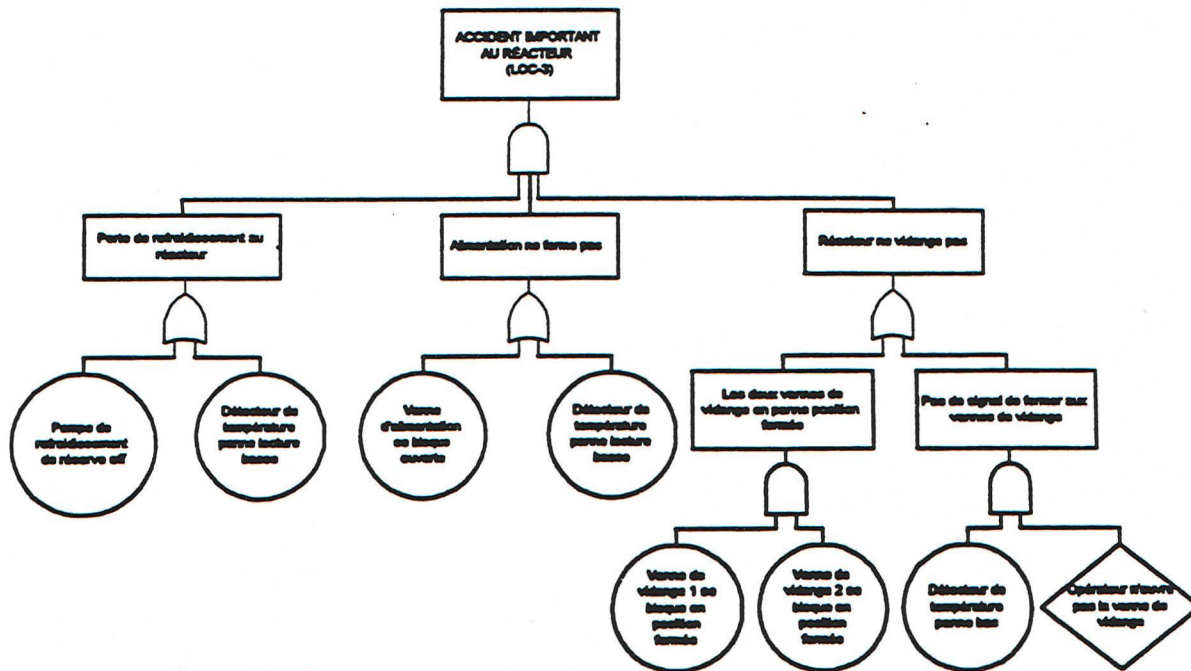 ACCIDENT IMPORTANT
AU RÉACTEUR
(LOC-3)
Perte de refroidissement au
réacteur
Alimentation ne ferme pas
Réacteur ne vidange pas
Pompe de
refroidissement
de réserve off
Détecteur de
température
panne lecture
basse
Vanne
d'alimentation
se bloque
ouverte
Détecteur de
température
panne lecture
basse
Les deux vannes de
vidange en panne position
fermée
Pas de signal de fermer aux
vannes de vidange
Vanne de
vidange 1 se
bloque en
position
fermée
Vanne de
vidange 2 se
bloque en
position
fermée
Détecteur de
température
panne bas
Opérateur n'ouvre
pas la vanne de
vidange